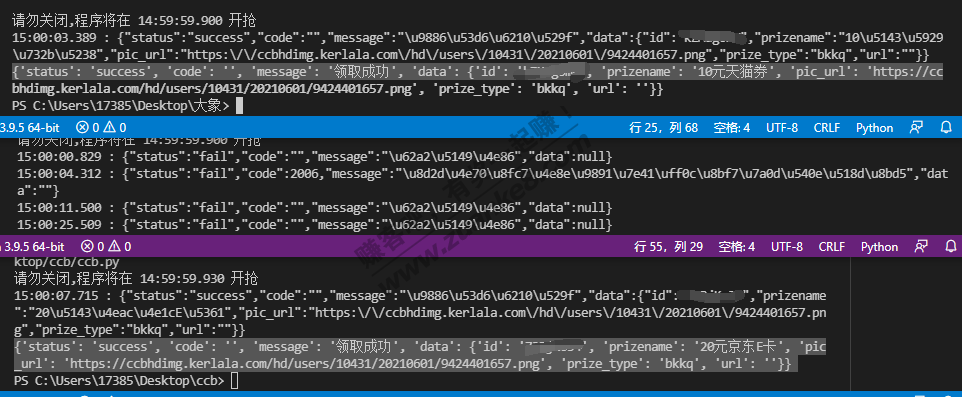 请勿关闭,程序将在 14:59:59.900 开抢
15:00:03.389 : {"status":"success","code":"","message":"\u9886\u53d6\u6210\u529f","data":{"id":" ","prizename":"10\u5143\u5929
\u732b\u5238","pic_url":"https:\/\/ccbhdimg.kerlala.com\/hd\/users\/10431\/20210601\/9424401657.png","prize_type":"bkkq","url":""}}
{'status': 'success', 'code': '', 'message': '领取成功', 'data': {'id': , 'prizename': '10元天猫券', 'pic_url': 'https://cc
bhdimg.kerlala.com/hd/users/10431/20210601/9424401657.png', 'prize_type': 'bkkq', 'url': ''}}
PS C:\Users\17385\Desktop\大象>
3.9.5 64-bit 0 0 行 25，列 68 空格: 4 UTF-8 CRLF Python
请勿关闭,程序将在 14:59:59.900 开抢
15:00:00.829 : {"status":"fail","code":"","message":"\u62a2\u5149\u4e86","data":null}
15:00:04.312 : {"status":"fail","code":2006,"message":"\u8d2d\u4e70\u8fc7\u4e8e\u9891\u7e41\uff0c\u8bf7\u7a0d\u540e\u518d\u8bd5","dat
a":""}
15:00:11.500 : {"status":"fail","code":"","message":"\u62a2\u5149\u4e86","data":null}
15:00:25.509 : {"status":"fail","code":"","message":"\u62a2\u5149\u4e86","data":null}
3.9.5 64-bit 0 0 行 55，列 29 空格: 4 UTF-8 CRLF Python
ktop/ccb/ccb.py
请勿关闭,程序将在 14:59:59.930 开抢
15:00:07.715 : {"status":"success","code":"","message":"\u9886\u53d6\u6210\u529f","data":{"id":" ","prizename"
:"20\u5143\u4eac\u4e1cE\u5361","pic_url":"https:\/\/ccbhdimg.kerlala.com\/hd\/users\/10431\/20210601\/9424401657.pn
g","prize_type":"bkkq","url":""}}
{'status': 'success', 'code': '', 'message': '领取成功', 'data': {'id': ', 'prizename': '20元京东E卡', 'pic
_url': 'https://ccbhdimg.kerlala.com/hd/users/10431/20210601/9424401657.png', 'prize_type': 'bkkq', 'url': ''}}
PS C:\Users\17385\Desktop\ccb>